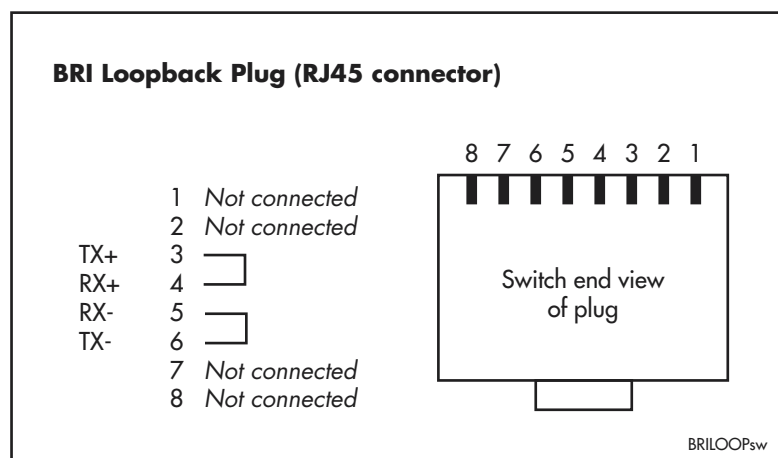 BRI Loopback Plug (RJ45 connector)
8 7 6 5 4 3 2 1
1 Not connected
2 Not connected
TX+ 3
RX+ 4
RX- 5
TX- 6
7 Not connected
8 Not connected
Switch end view
of plug
BRILOOPsw